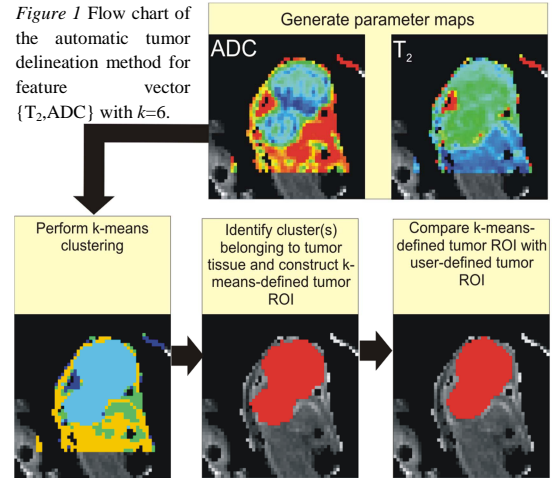 Figure 1 Flow chart of
the automatic tumor
delineation method for
feature vector
{T2,ADC} with k=6.
Generate parameter maps
ADC
T2
Perform k-means
clustering
Identify cluster(s)
belonging to tumor
tissue and construct k-
means-defined tumor
ROI
Compare k-means-
defined tumor ROI with
user-defined tumor
ROI